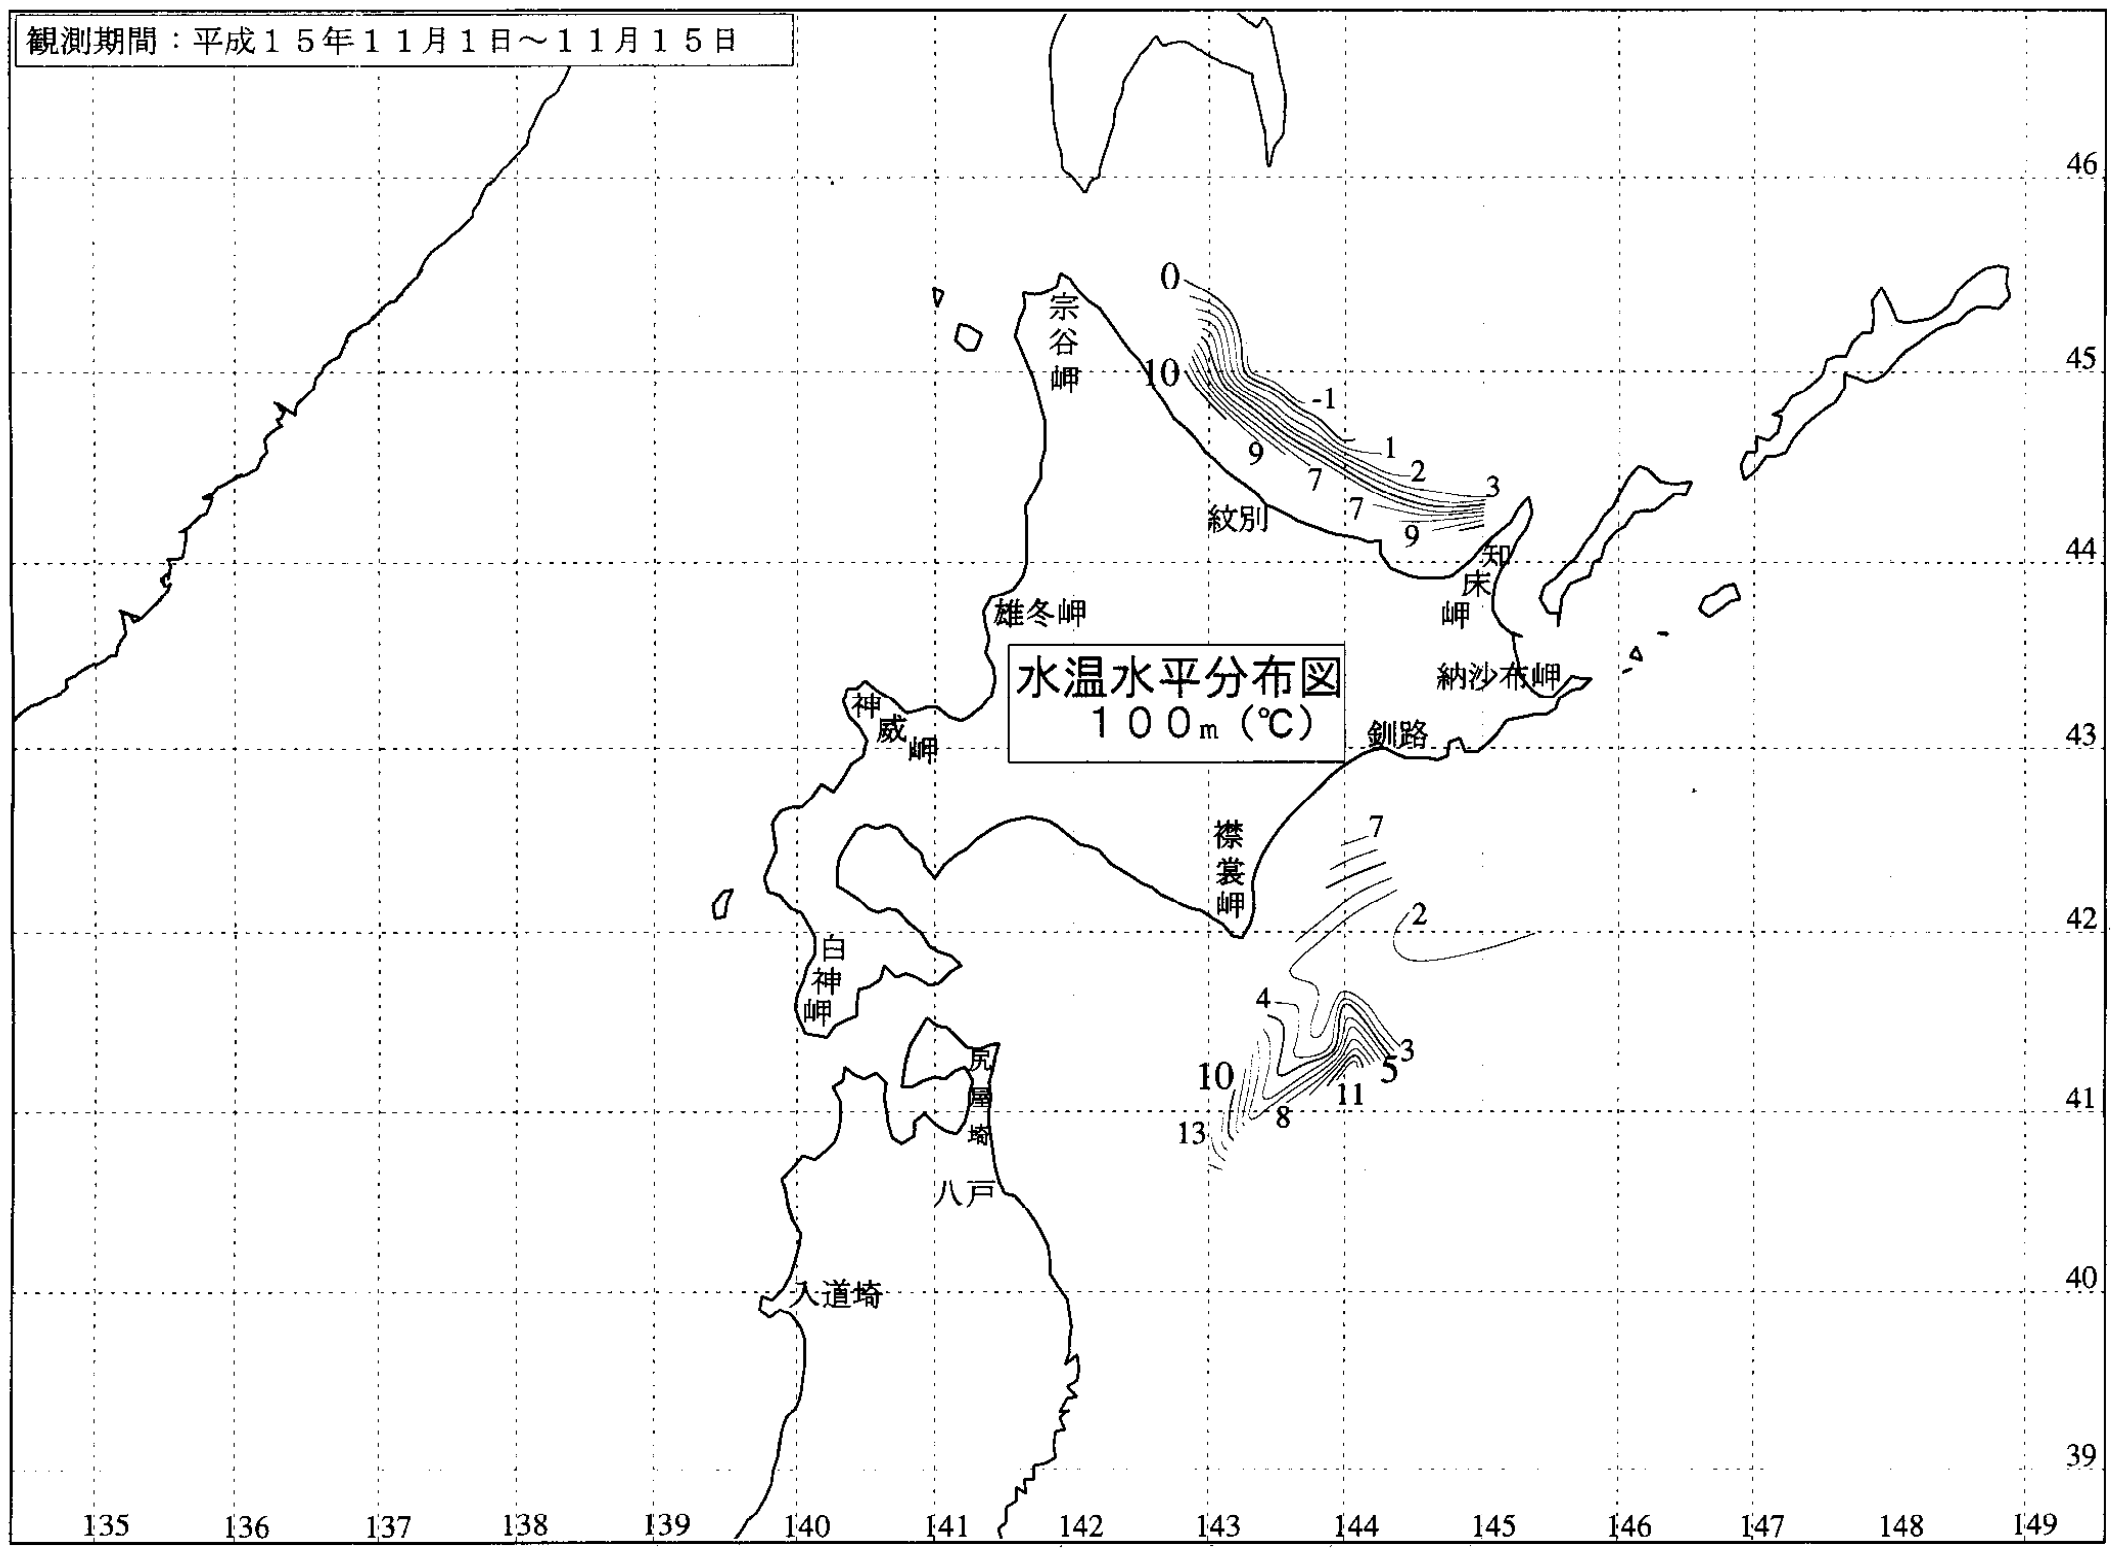 観測期間：平成１５年１１月１日～１１月１５日
46
0
宗谷岬
45
10
-1
1
9
2
7
3
7
紋別
9
44
知床岬
雄冬岬
水温水平分布図
１００m（℃）
納沙布岬
神威岬
43
釧路
7
襟裳岬
2
42
白神岬
4
3
5
尻屋埼
10
11
41
8
13
八戸
40
入道埼
39
135 136 137 138 139 140 141 142 143 144 145 146 147 148 149